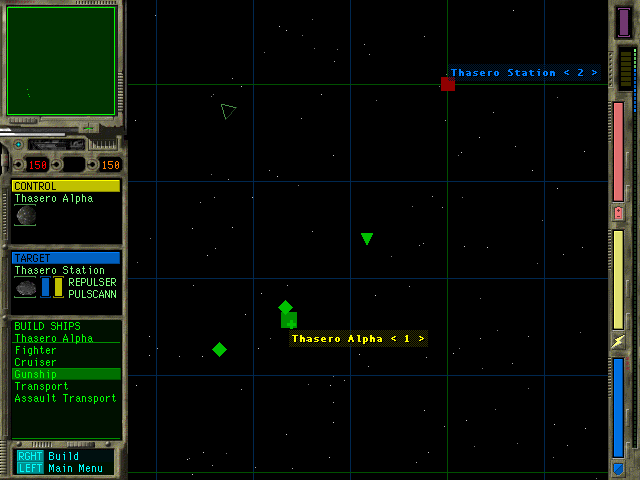 Thasero Station < 2 >
150 150
CONTROL
Thasero Alpha
TARGET
Thasero Station
REPULSER
PULSCANN
Thasero Alpha < 1 >
BUILD SHIPS
Thasero Alpha
Fighter
Cruiser
Gunship
Transport
Assault Transport
RGHT Build
LEFT Main Menu